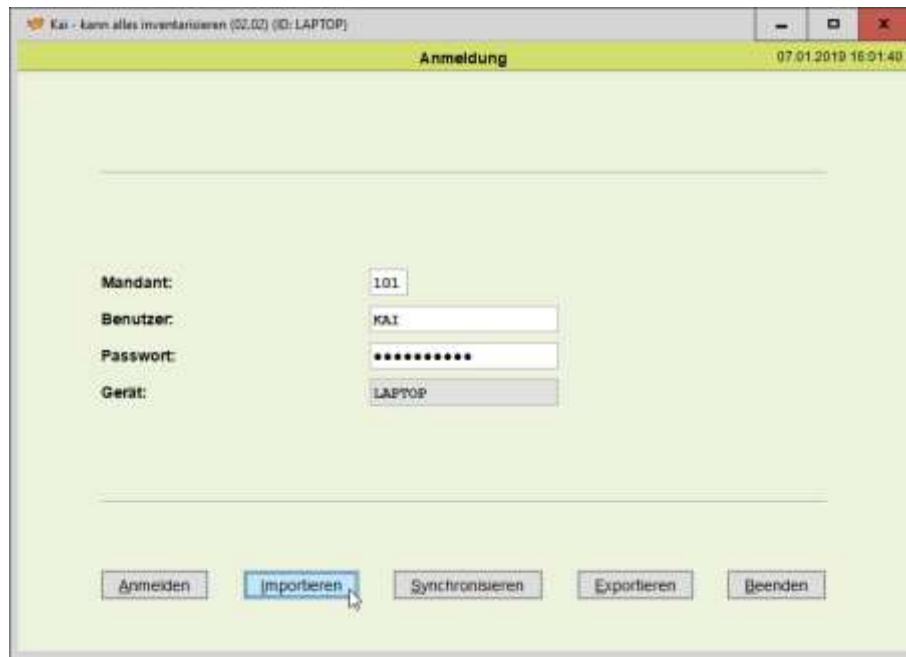 Kai - kann alles inventarisieren (02.02) (ID: LAPTOP)
Anmeldung 07.01.2019 16:01:40
Mandant: 101
Benutzer: KAI
Passwort: ●●●●●●●●●●
Gerät: LAPTOP
Anmelden Importieren Synchronisieren Exportieren Beenden